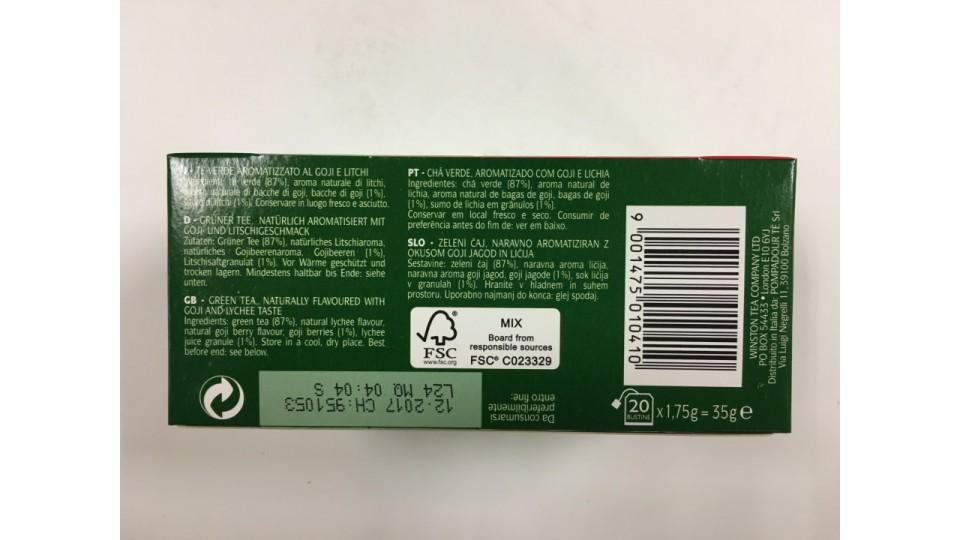 TÈ VERDE AROMATIZZATO AL GOJI E LITCHI
tè verde (87%), aroma naturale di litchi,
naturale di bacche di goji, bacche di goji (1%),
litchi (1%). Conservare in luogo fresco e asciutto.
D - GRÜNER TEE, NATÜRLICH AROMATISIERT MIT
GOJI UND LITSCHIGESCHMACK
Zutaten: Grüner Tee (87%), natürliches Litschiaroma,
natürliches Gojibeerenaroma, Gojibeeren (1%),
Litschisaftgranulat (1%). Vor Wärme geschützt und
trocken lagern. Mindestens haltbar bis Ende: siehe
unten.
GB - GREEN TEA, NATURALLY FLAVOURED WITH
GOJI AND LYCHEE TASTE
Ingredients: green tea (87%), natural lychee flavour,
natural goji berry flavour, goji berries (1%), lychee
juice granule (1%). Store in a cool, dry place. Best
before end: see below.
PT - CHÁ VERDE, AROMATIZADO COM GOJI E LICHIA
Ingredientes: chá verde (87%), aroma natural de
lichia, aroma natural de bagas de goji, bagas de goji
(1%), sumo de lichia em grânulos (1%).
Conservar em local fresco e seco. Consumir de
preferência antes do fim de: ver em baixo.
SLO - ZELENI ČAJ, NARAVNO AROMATIZIRAN Z
OKUSOM GOJI JAGOD IN LIČIJA
Sestavine: zeleni čaj (87%), naravna aroma ličija,
naravna aroma goji jagod, goji jagode (1%), sok ličija
v granulah (1%). Hranite v hladnem in suhem
prostoru. Uporabno najmanj do konca: glej spodaj.
FSC
www.fsc.org
MIX
Board from
responsible sources
FSC® C023329
Da consumarsi
preferibilmente
entro fine:
12-2017 CH:951053
L24 MQ 04:04 S
9 001475 010410
WINSTON TEA COMPANY LTD
PO BOX 54433 • London E10 6YJ
Distribuito in Italia da: POMPADOUR TÈ Srl
Via Luigi Negrelli 11, 39100 Bolzano
20 BUSTINE x 1,75g = 35g e